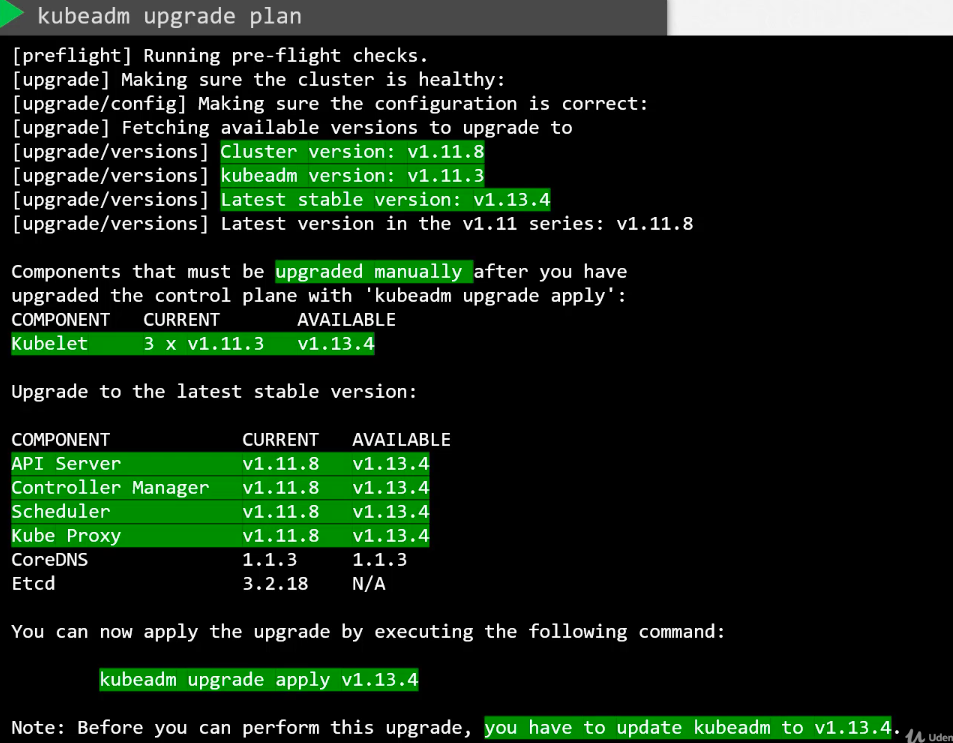 kubeadm upgrade plan
[preflight] Running pre-flight checks.
[upgrade] Making sure the cluster is healthy:
[upgrade/config] Making sure the configuration is correct:
[upgrade] Fetching available versions to upgrade to
[upgrade/versions] Cluster version: v1.11.8
[upgrade/versions] kubeadm version: v1.11.3
[upgrade/versions] Latest stable version: v1.13.4
[upgrade/versions] Latest version in the v1.11 series: v1.11.8
Components that must be upgraded manually after you have
upgraded the control plane with 'kubeadm upgrade apply':
COMPONENT CURRENT AVAILABLE
Kubelet 3 x v1.11.3 v1.13.4
Upgrade to the latest stable version:
COMPONENT CURRENT AVAILABLE
API Server v1.11.8 v1.13.4
Controller Manager v1.11.8 v1.13.4
Scheduler v1.11.8 v1.13.4
Kube Proxy v1.11.8 v1.13.4
CoreDNS 1.1.3 1.1.3
Etcd 3.2.18 N/A
You can now apply the upgrade by executing the following command:
kubeadm upgrade apply v1.13.4
Note: Before you can perform this upgrade, you have to update kubeadm to v1.13.4.